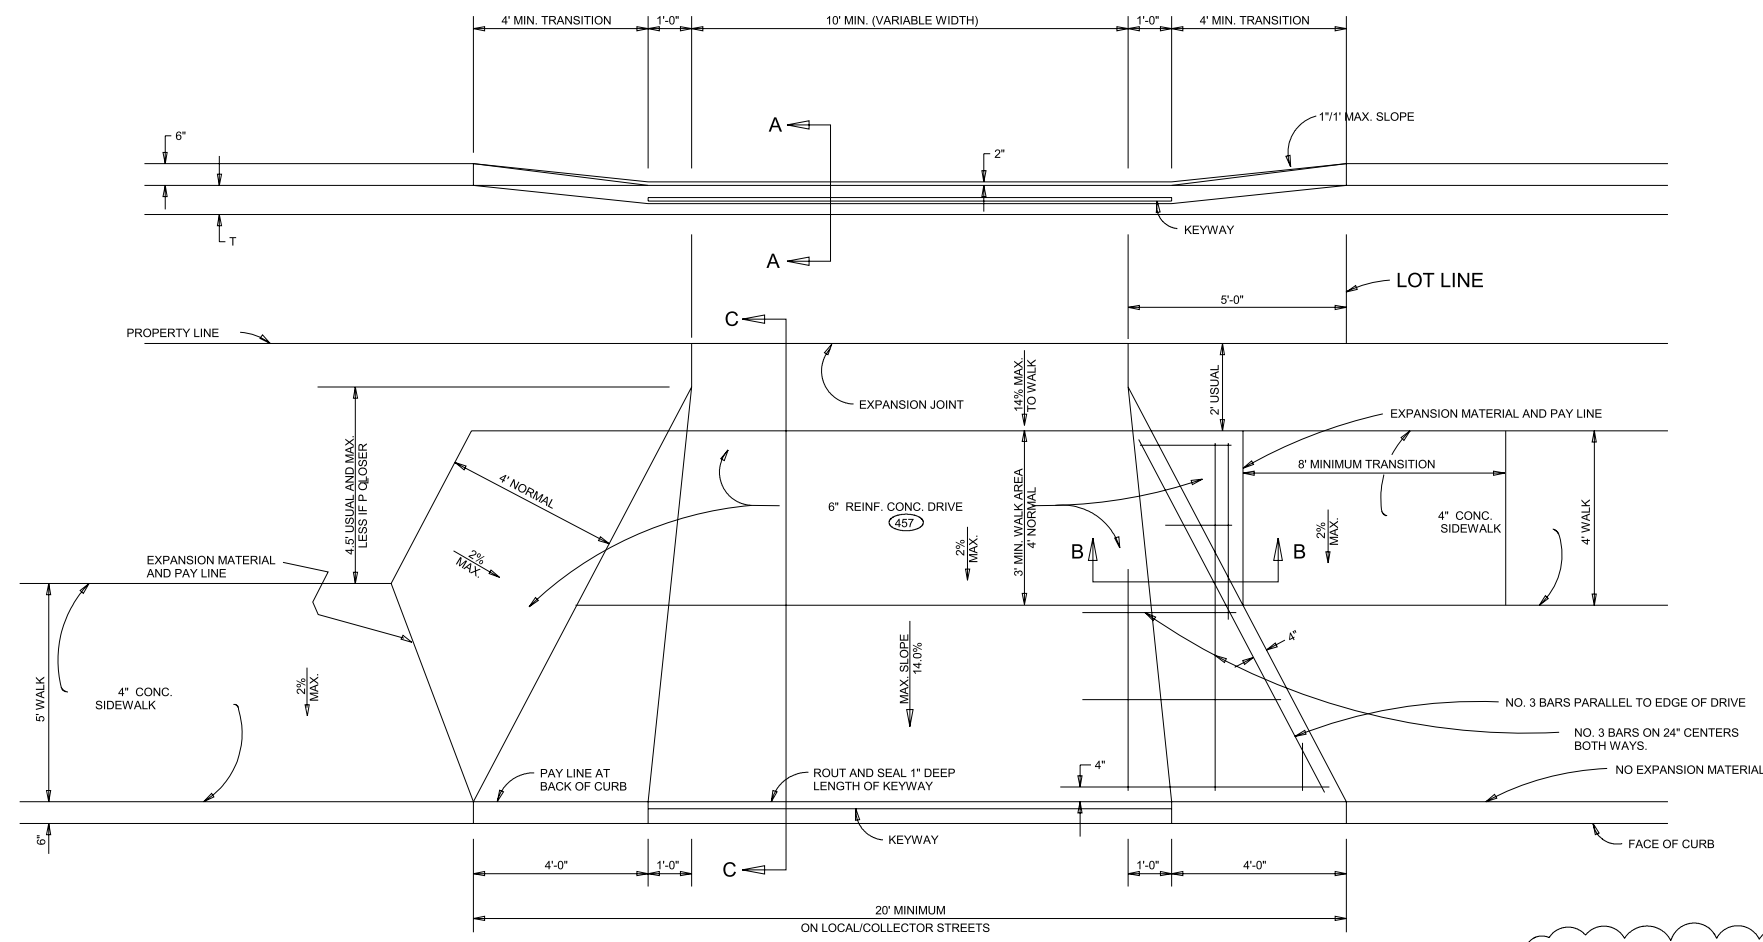 4' MIN. TRANSITION
1'-0"
10' MIN. (VARIABLE WIDTH)
1'-0"
4' MIN. TRANSITION
A
1"/1' MAX. SLOPE
6"
2"
T
KEYWAY
A
LOT LINE
5'-0"
C
PROPERTY LINE
14% MAX.
TO WALK
2' USUAL
EXPANSION JOINT
EXPANSION MATERIAL AND PAY LINE
4.5' USUAL AND MAX.
LESS IF P CLOSER
4' NORMAL
8' MINIMUM TRANSITION
3' MIN. WALK AREA
4' NORMAL
6" REINF. CONC. DRIVE
457
4" CONC.
SIDEWALK
4' WALK
2%
MAX.
2%
MAX.
2%
MAX.
B
B
EXPANSION MATERIAL
AND PAY LINE
4"
MAX. SLOPE
14.0%
5' WALK
4" CONC.
SIDEWALK
2%
MAX.
NO. 3 BARS PARALLEL TO EDGE OF DRIVE
NO. 3 BARS ON 24" CENTERS
BOTH WAYS.
4"
PAY LINE AT
BACK OF CURB
ROUT AND SEAL 1" DEEP
LENGTH OF KEYWAY
NO EXPANSION MATERIAL
6"
KEYWAY
FACE OF CURB
C
4'-0"
1'-0"
1'-0"
4'-0"
20' MINIMUM
ON LOCAL/COLLECTOR STREETS